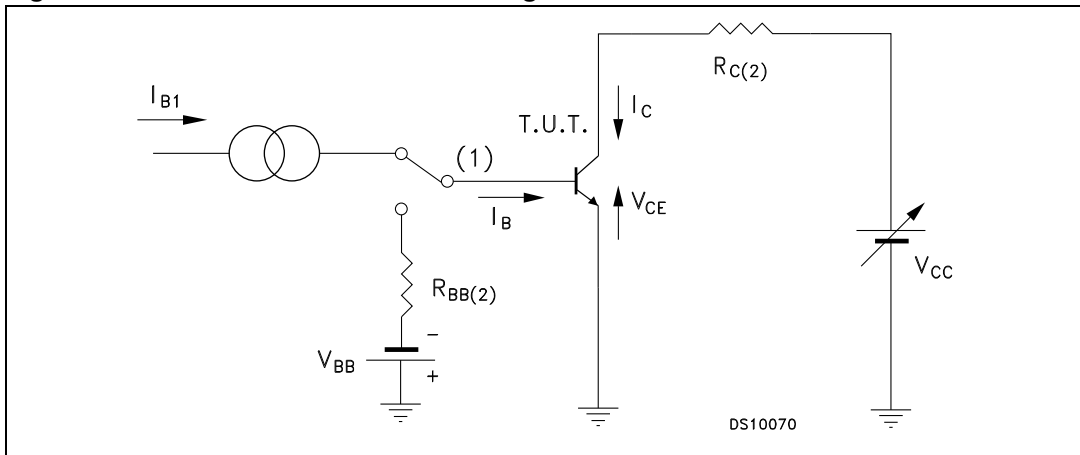 I_B1
R_C(2)
I_C
T.U.T.
(1)
I_B
V_CE
V_CC
R_BB(2)
V_BB
−
+
DS10070